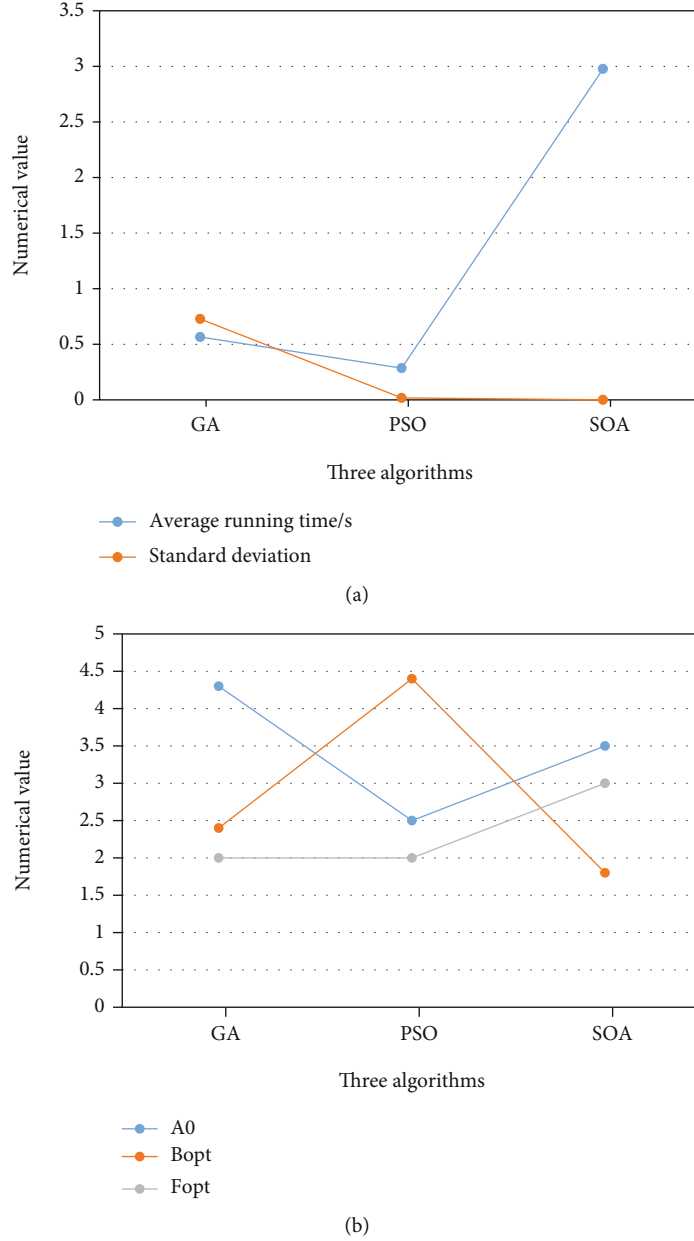 3.5
3
2.5
2
1.5
1
0.5
0
Numerical value
GA
PSO
SOA
Three algorithms
Average running time/s
Standard deviation
(a)
5
4.5
4
3.5
3
2.5
2
1.5
1
0.5
0
Numerical value
GA
PSO
SOA
Three algorithms
A0
Bopt
Fopt
(b)